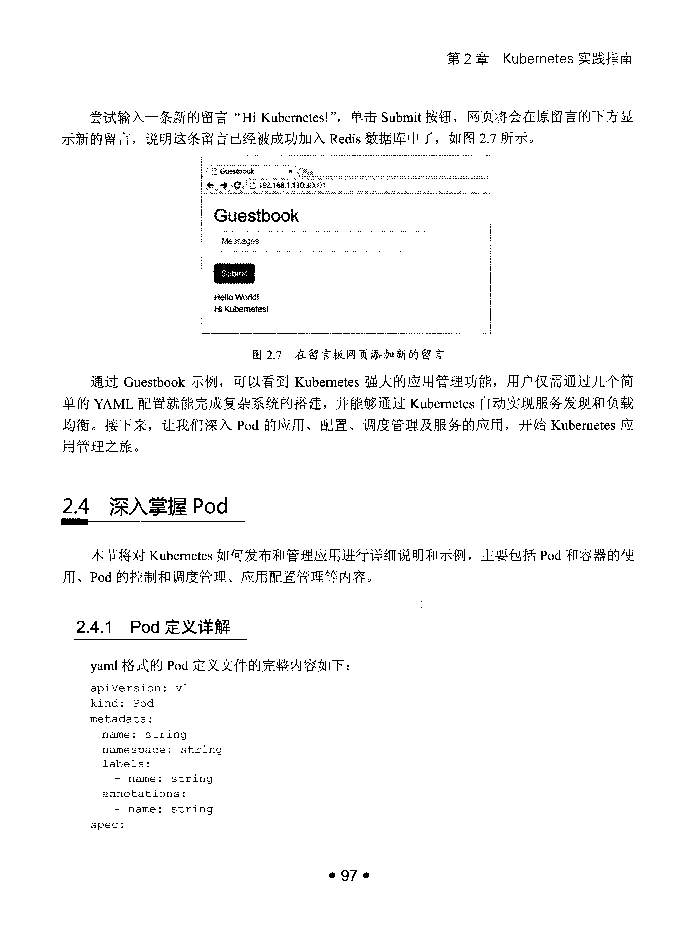 第 2 章 Kubernetes 实践指南
尝试输入一条新的留言 “Hi Kubernetes!”，单击 Submit 按钮，网页将会在原留言的下方显
示新的留言，说明这条留言已经被成功加入 Redis 数据库中了，如图 2.7 所示。
Guestbook
Guestbook
Messages
Submit
Hello World!
Hi Kubernetes!
图 2.7 在留言板网页添加新的留言
通过 Guestbook 示例，可以看到 Kubernetes 强大的应用管理功能，用户仅需通过几个简
单的 YAML 配置就能完成复杂系统的搭建，并能够通过 Kubernetes 自动实现服务发现和负载
均衡。接下来，让我们深入 Pod 的应用、配置、调度管理及服务的应用，开始 Kubernetes 应
用管理之旅。
2.4 深入掌握 Pod
本节将对 Kubernetes 如何发布和管理应用进行详细说明和示例，主要包括 Pod 和容器的使
用、Pod 的控制和调度管理、应用配置管理等内容。
2.4.1 Pod 定义详解
yaml 格式的 Pod 定义文件的完整内容如下：
apiVersion: v1
kind: Pod
metadata:
name: string
namespace: string
labels:
- name: string
annotations:
- name: string
spec:
• 97 •